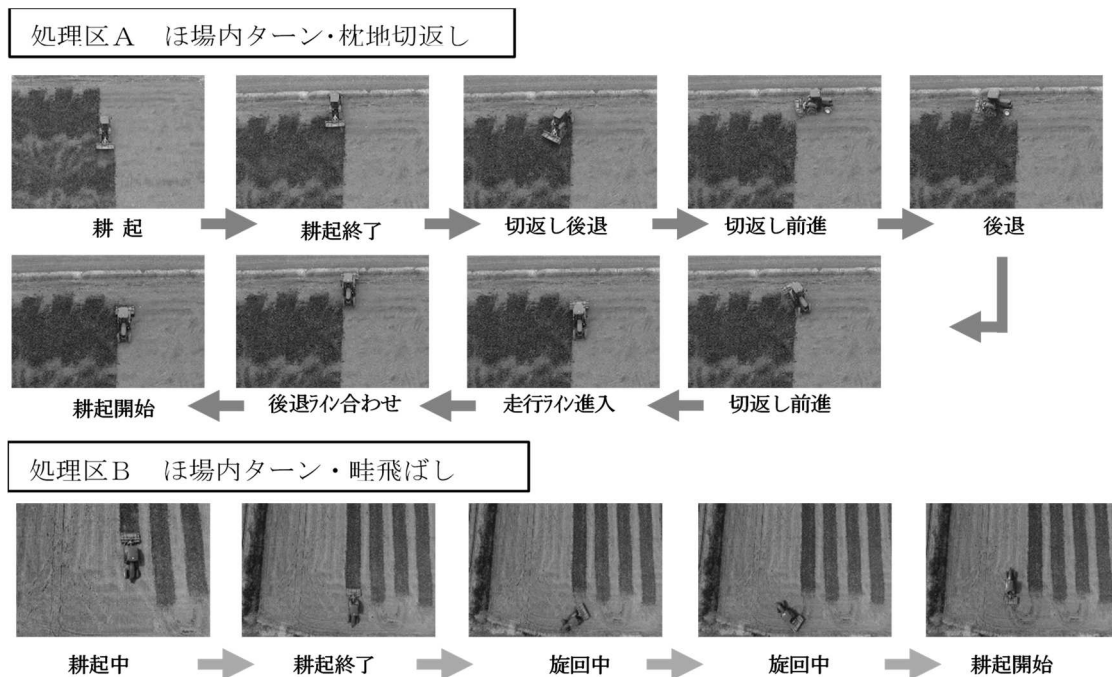 処理区A　ほ場内ターン・枕地切返し
耕 起
耕起終了
切返し後退
切返し前進
後退
切返し前進
走行ﾗｲﾝ進入
後退ﾗｲﾝ合わせ
耕起開始
処理区B　ほ場内ターン・畦飛ばし
耕起中
耕起終了
旋回中
旋回中
耕起開始